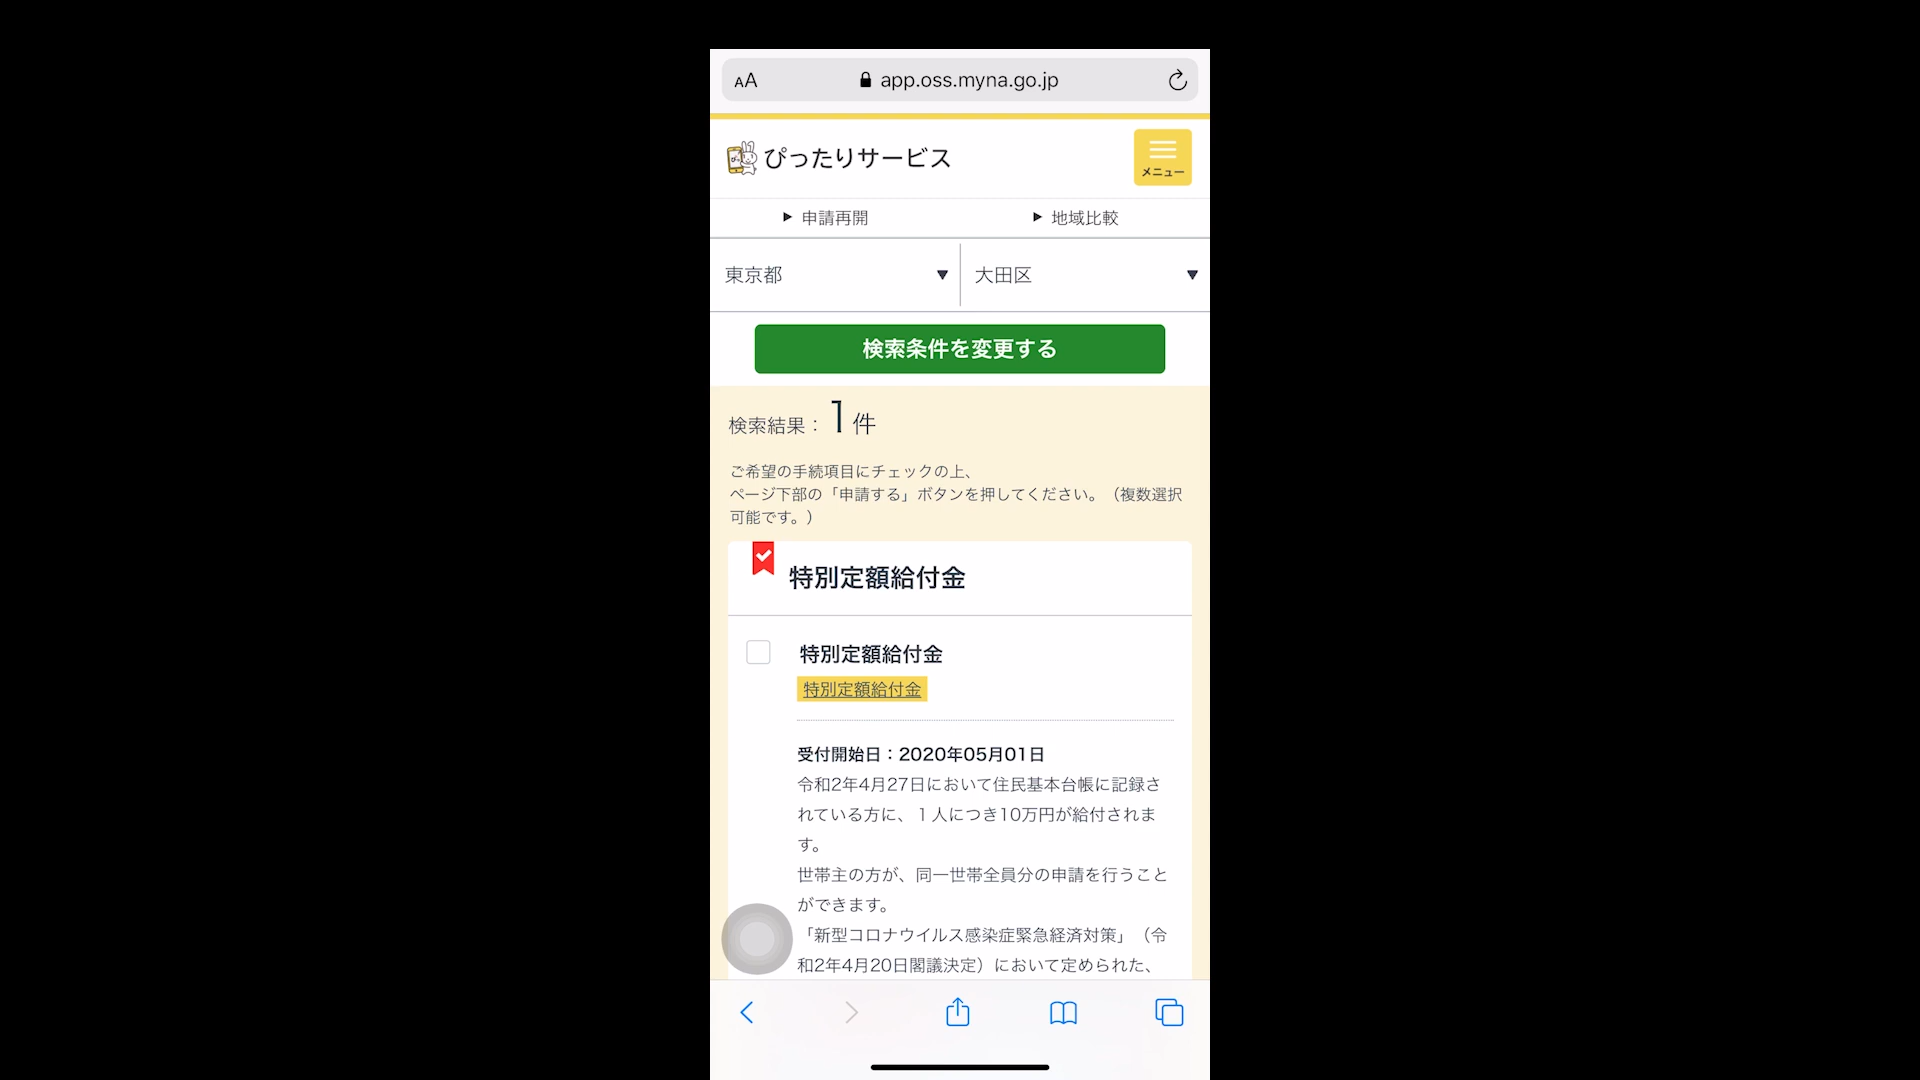 AA
app.oss.myna.go.jp
ぴったりサービス
メニュー
申請再開
地域比較
東京都
大田区
検索条件を変更する
検索結果：1件
ご希望の手続項目にチェックの上、
ページ下部の「申請する」ボタンを押してください。（複数選択
可能です。）
特別定額給付金
特別定額給付金
特別定額給付金
受付開始日：2020年05月01日
令和2年4月27日において住民基本台帳に記録さ
れている方に、１人につき10万円が給付されま
す。
世帯主の方が、同一世帯全員分の申請を行うこと
ができます。
「新型コロナウイルス感染症緊急経済対策」（令
和2年4月20日閣議決定）において定められた、